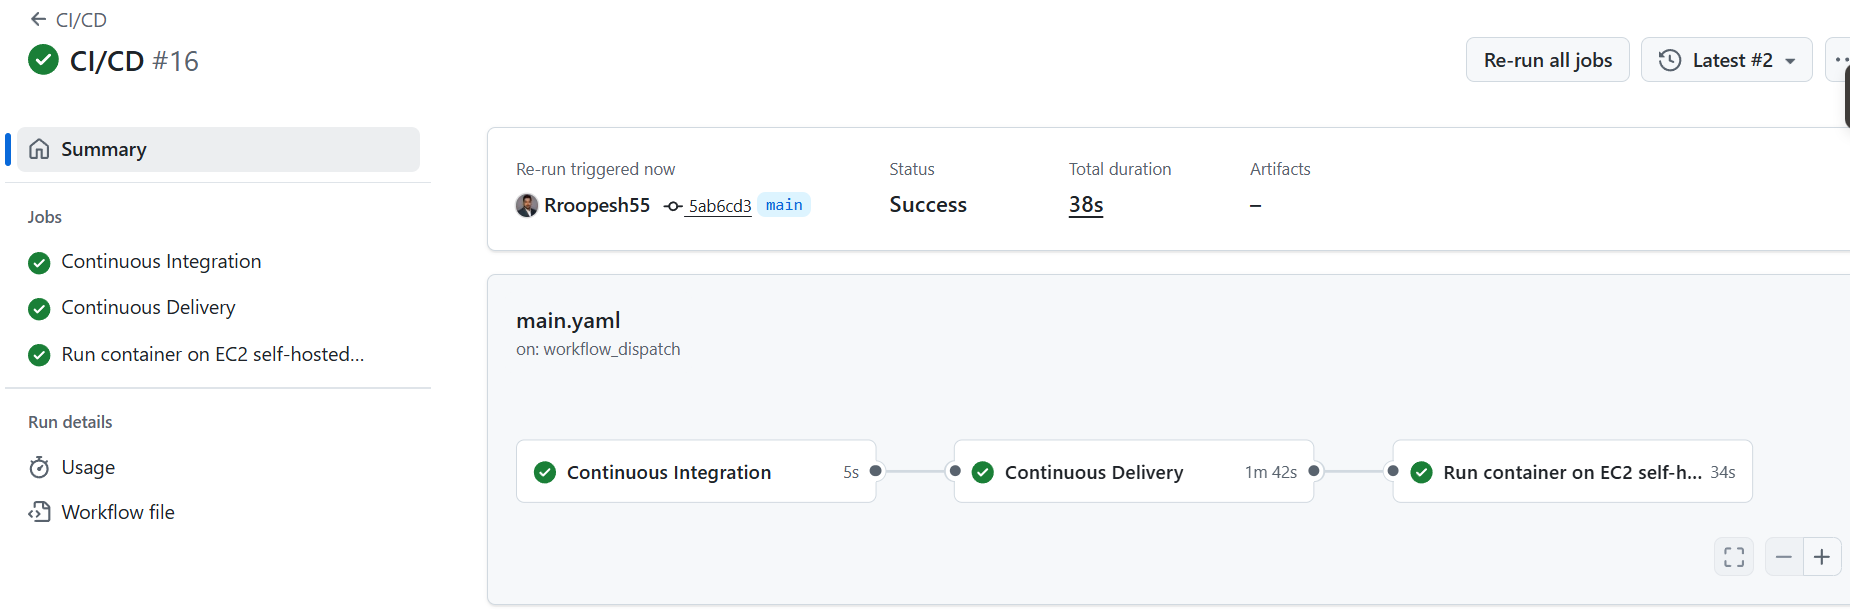 CI/CD
CI/CD #16
Re-run all jobs
Latest #2
Summary
Jobs
Continuous Integration
Continuous Delivery
Run container on EC2 self-hosted...
Run details
Usage
Workflow file
Re-run triggered now
Rroopesh55 5ab6cd3 main
Status
Success
Total duration
38s
Artifacts
–
main.yaml
on: workflow_dispatch
Continuous Integration 5s
Continuous Delivery 1m 42s
Run container on EC2 self-h... 34s